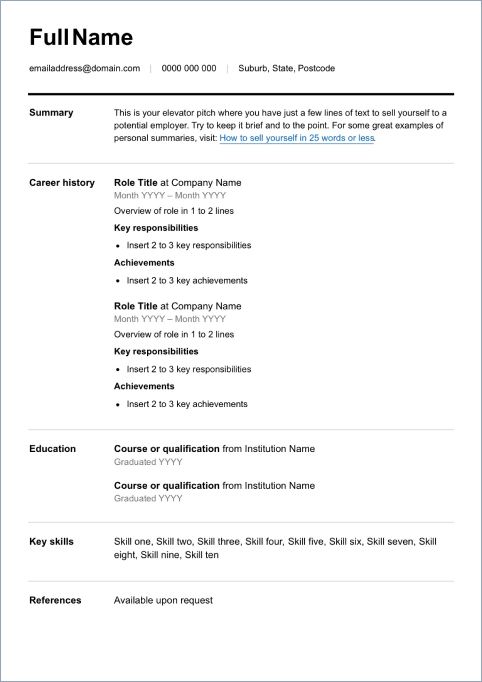 Full Name
emailaddress@domain.com | 0000 000 000 | Suburb, State, Postcode
Summary
This is your elevator pitch where you have just a few lines of text to sell yourself to a
potential employer. Try to keep it brief and to the point. For some great examples of
personal summaries, visit: How to sell yourself in 25 words or less.
Career history
Role Title at Company Name
Month YYYY – Month YYYY
Overview of role in 1 to 2 lines
Key responsibilities
• Insert 2 to 3 key responsibilities
Achievements
• Insert 2 to 3 key achievements
Role Title at Company Name
Month YYYY – Month YYYY
Overview of role in 1 to 2 lines
Key responsibilities
• Insert 2 to 3 key responsibilities
Achievements
• Insert 2 to 3 key achievements
Education
Course or qualification from Institution Name
Graduated YYYY
Course or qualification from Institution Name
Graduated YYYY
Key skills
Skill one, Skill two, Skill three, Skill four, Skill five, Skill six, Skill seven, Skill
eight, Skill nine, Skill ten
References
Available upon request